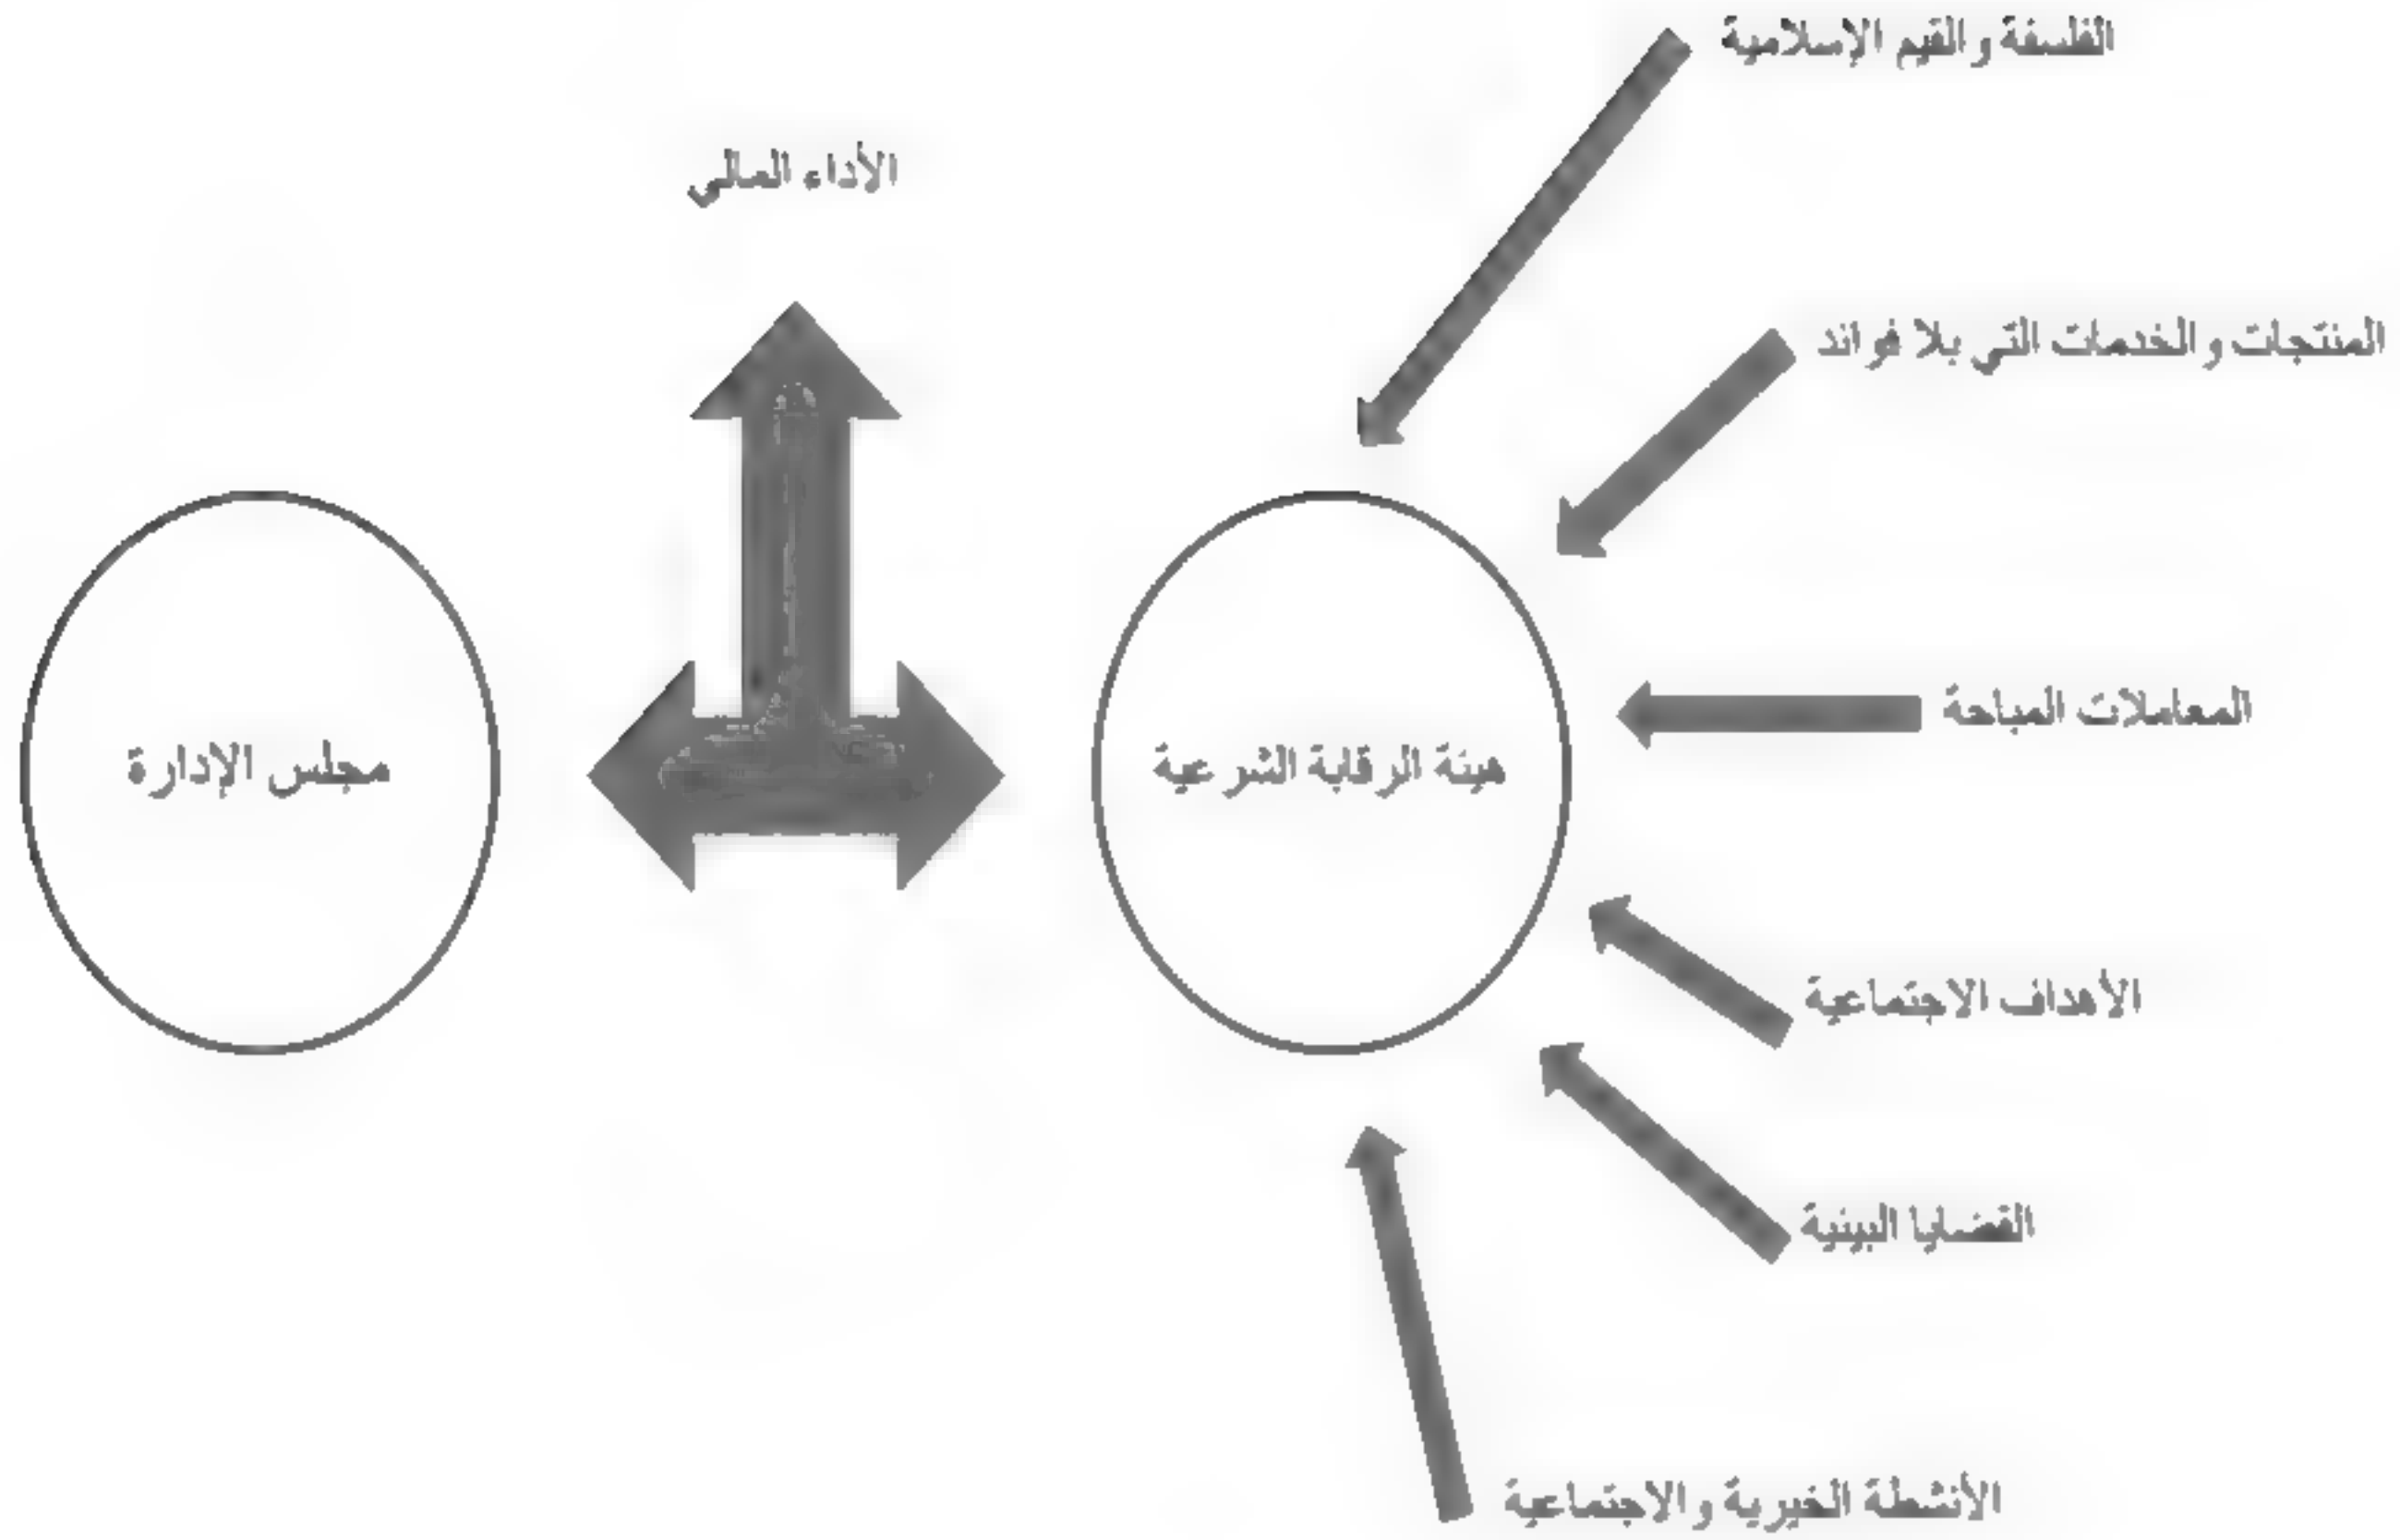 الفلسفة والقيم الإسلامية
الأداء المالي
المنتجات والخدمات التي بلا فوائد
المعاملات المباحة
هيئة الرقابة الشرعية
مجلس الإدارة
الأهداف الاجتماعية
القضايا البيئية
الأنشطة الخيرية والاجتماعية